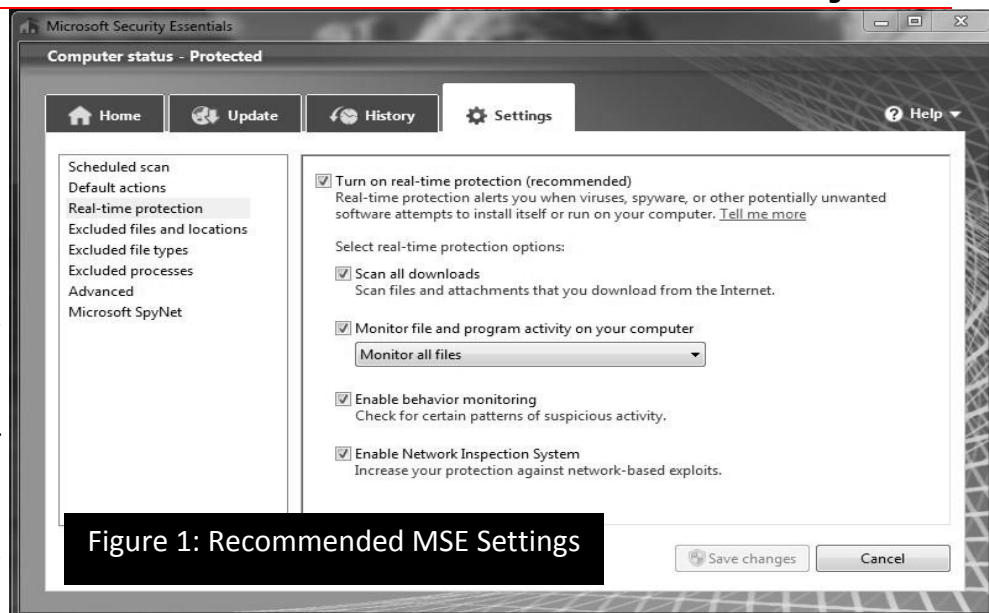 Microsoft Security Essentials
Computer status - Protected
Home
Update
History
Settings
Help
Scheduled scan
Default actions
Real-time protection
Excluded files and locations
Excluded file types
Excluded processes
Advanced
Microsoft SpyNet
Turn on real-time protection (recommended)
Real-time protection alerts you when viruses, spyware, or other potentially unwanted
software attempts to install itself or run on your computer. Tell me more
Select real-time protection options:
Scan all downloads
Scan files and attachments that you download from the Internet.
Monitor file and program activity on your computer
Monitor all files
Enable behavior monitoring
Check for certain patterns of suspicious activity.
Enable Network Inspection System
Increase your protection against network-based exploits.
Figure 1: Recommended MSE Settings
Save changes
Cancel